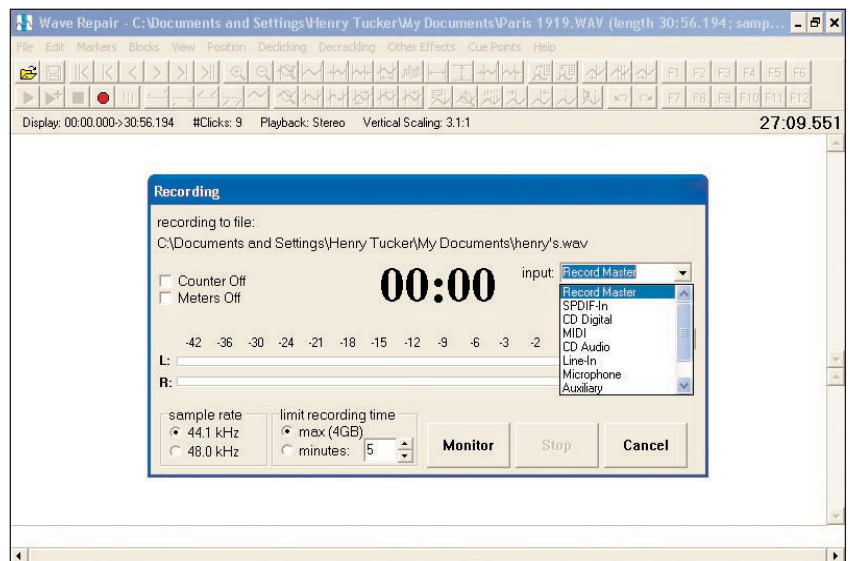 Wave Repair - C:\Documents and Settings\Henry Tucker\My Documents\Paris 1919.WAV (length 30:56.194; samp...
File Edit Markers Blocks View Position Declicking Decrackling Other Effects Cue Points Help
F1 F2 F3 F4 F5 F6
F7 F8 F9 F10 F11 F12
Display: 00:00.000->30:56.194 #Clicks: 9 Playback: Stereo Vertical Scaling: 3.1:1 27:09.551
Recording
recording to file:
C:\Documents and Settings\Henry Tucker\My Documents\henry's.wav
Counter Off
Meters Off
00:00
input: Record Master
Record Master
SPDIF-In
CD Digital
MIDI
CD Audio
Line-In
Microphone
Auxiliary
-42 -36 -30 -24 -21 -18 -15 -12 -9 -6 -3 -2
L:
R:
sample rate
44.1 kHz
48.0 kHz
limit recording time
max (4GB)
minutes: 5
Monitor Stop Cancel